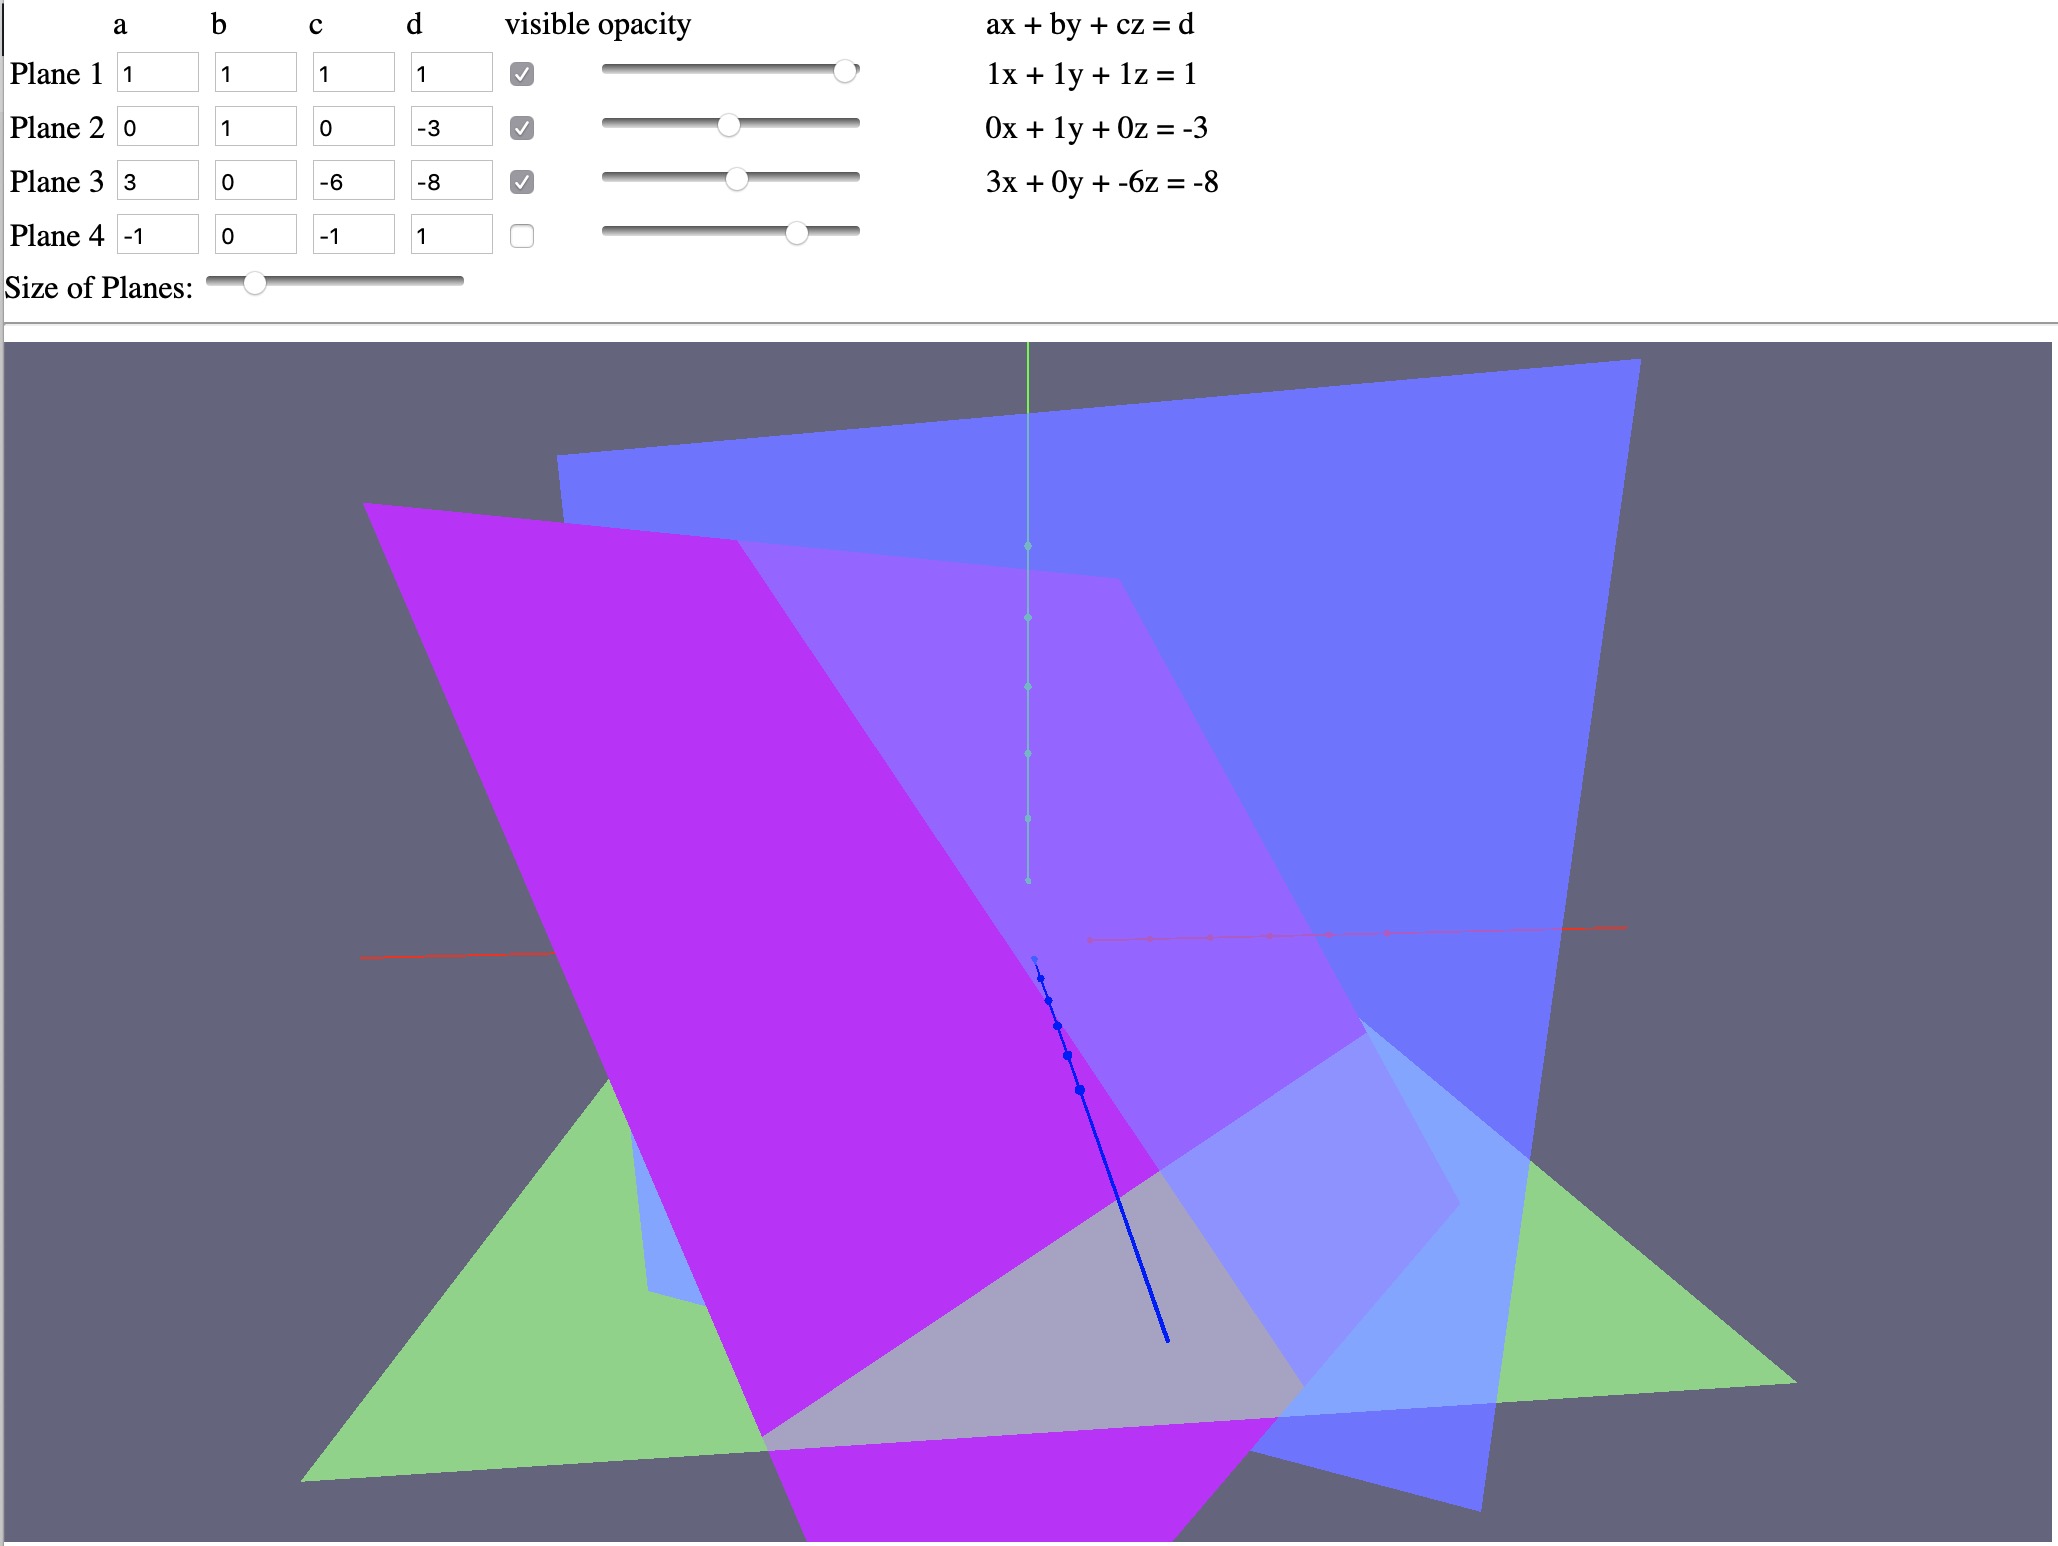 a b c d visible opacity ax + by + cz = d
Plane 1 1 1 1 1 1x + 1y + 1z = 1
Plane 2 0 1 0 -3 0x + 1y + 0z = -3
Plane 3 3 0 -6 -8 3x + 0y + -6z = -8
Plane 4 -1 0 -1 1
Size of Planes: